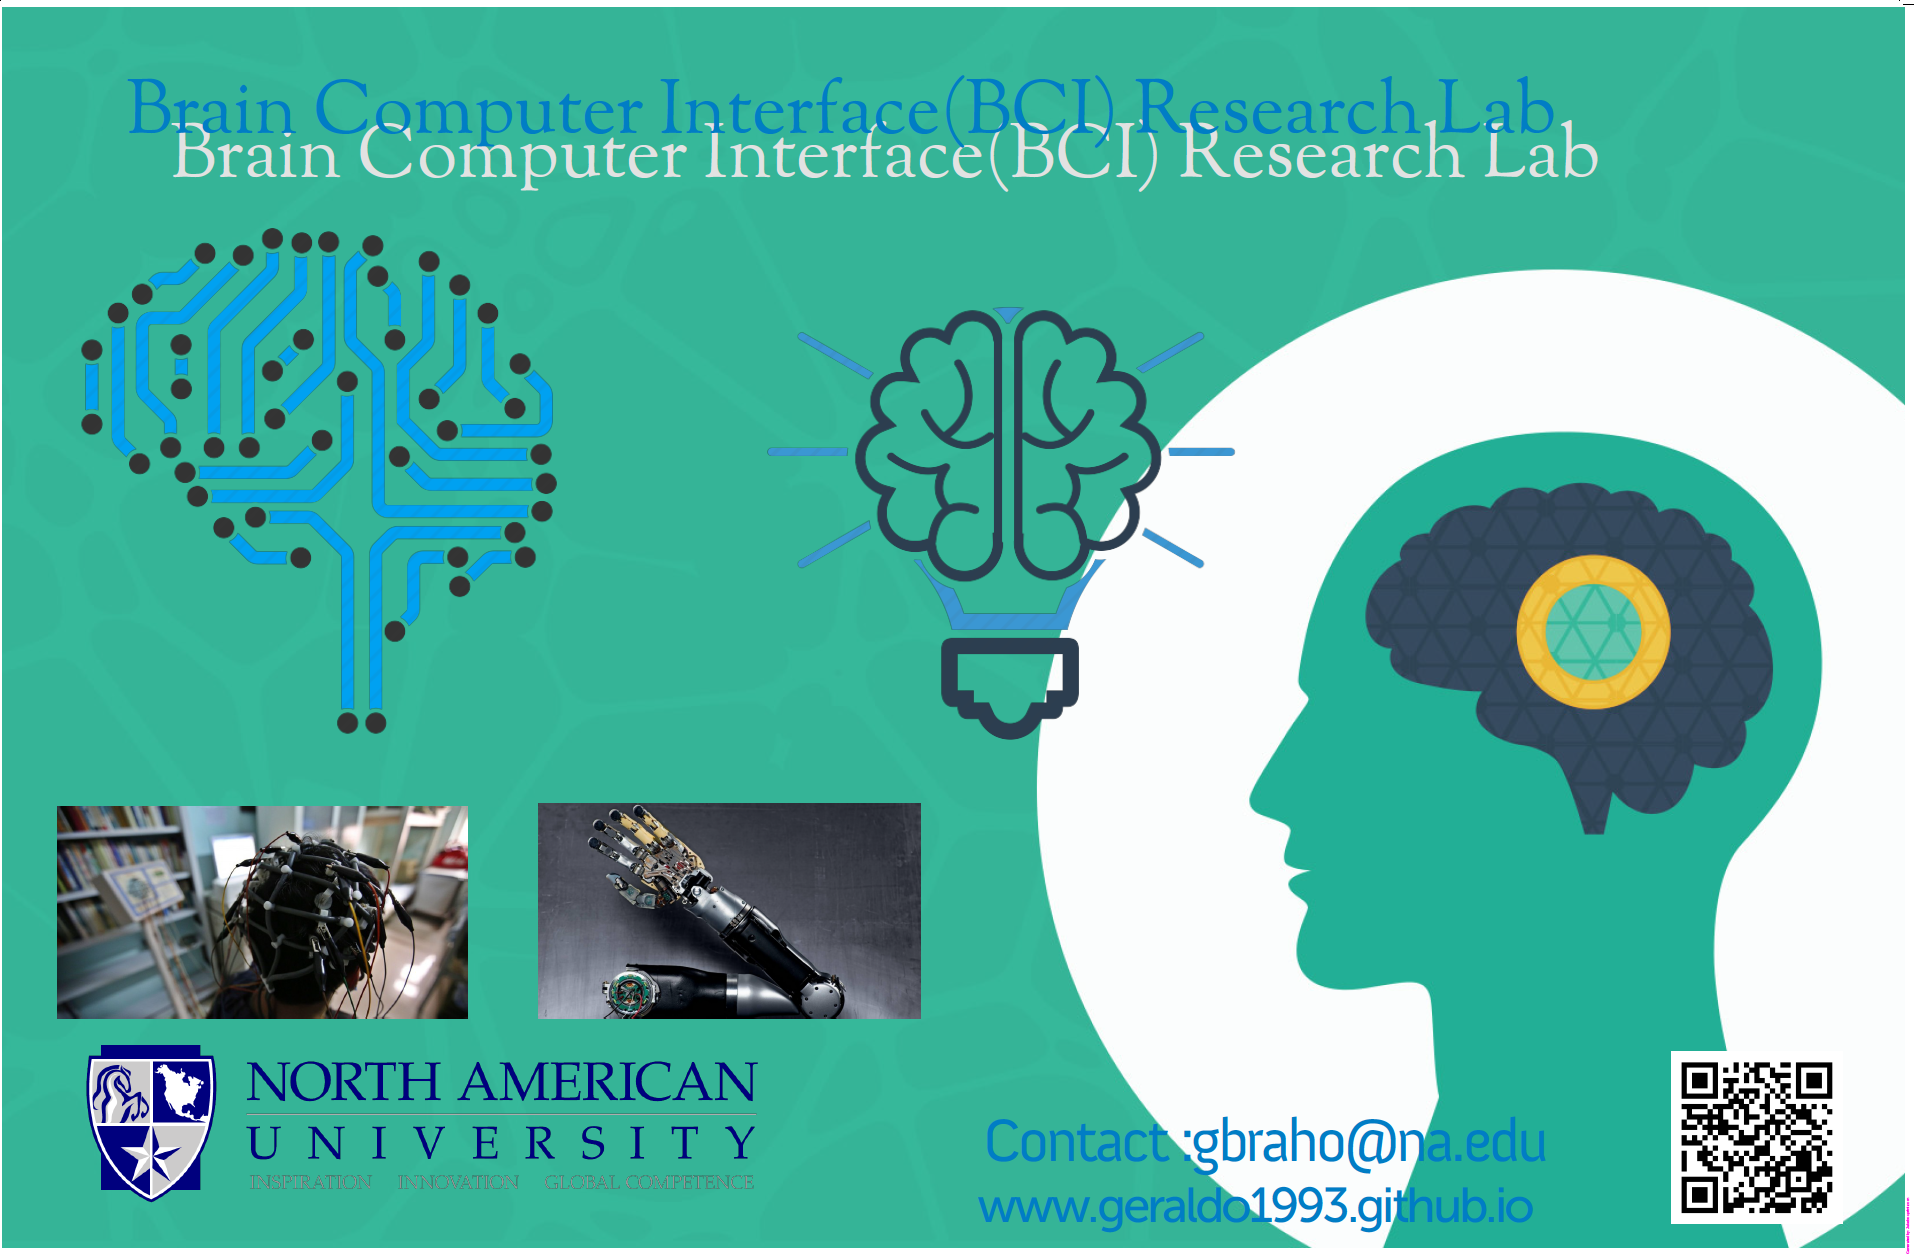 Brain Computer Interface(BCI) Research Lab
Brain Computer Interface(BCI) Research Lab
NORTH AMERICAN
UNIVERSITY
INSPIRATION INNOVATION GLOBAL COMPETENCE
Contact :gbraho@na.edu
www.geraldo1993.github.io